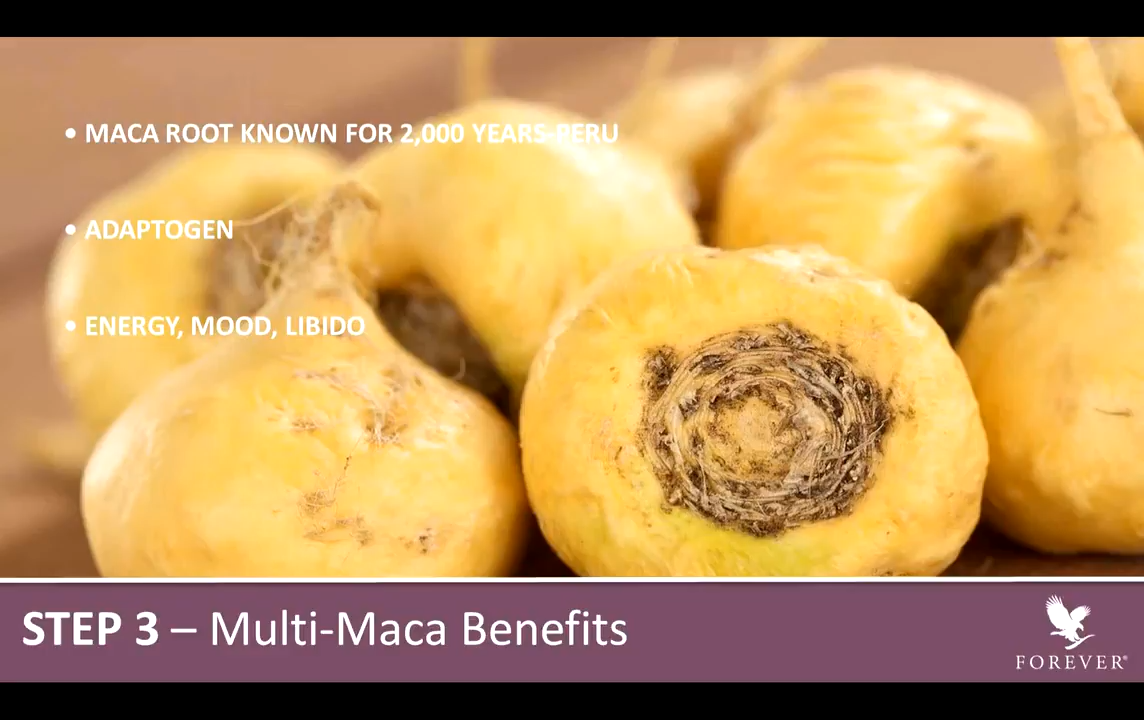 • MACA ROOT KNOWN FOR 2,000 YEARS-PERU
• ADAPTOGEN
• ENERGY, MOOD, LIBIDO
STEP 3 – Multi-Maca Benefits
FOREVER®